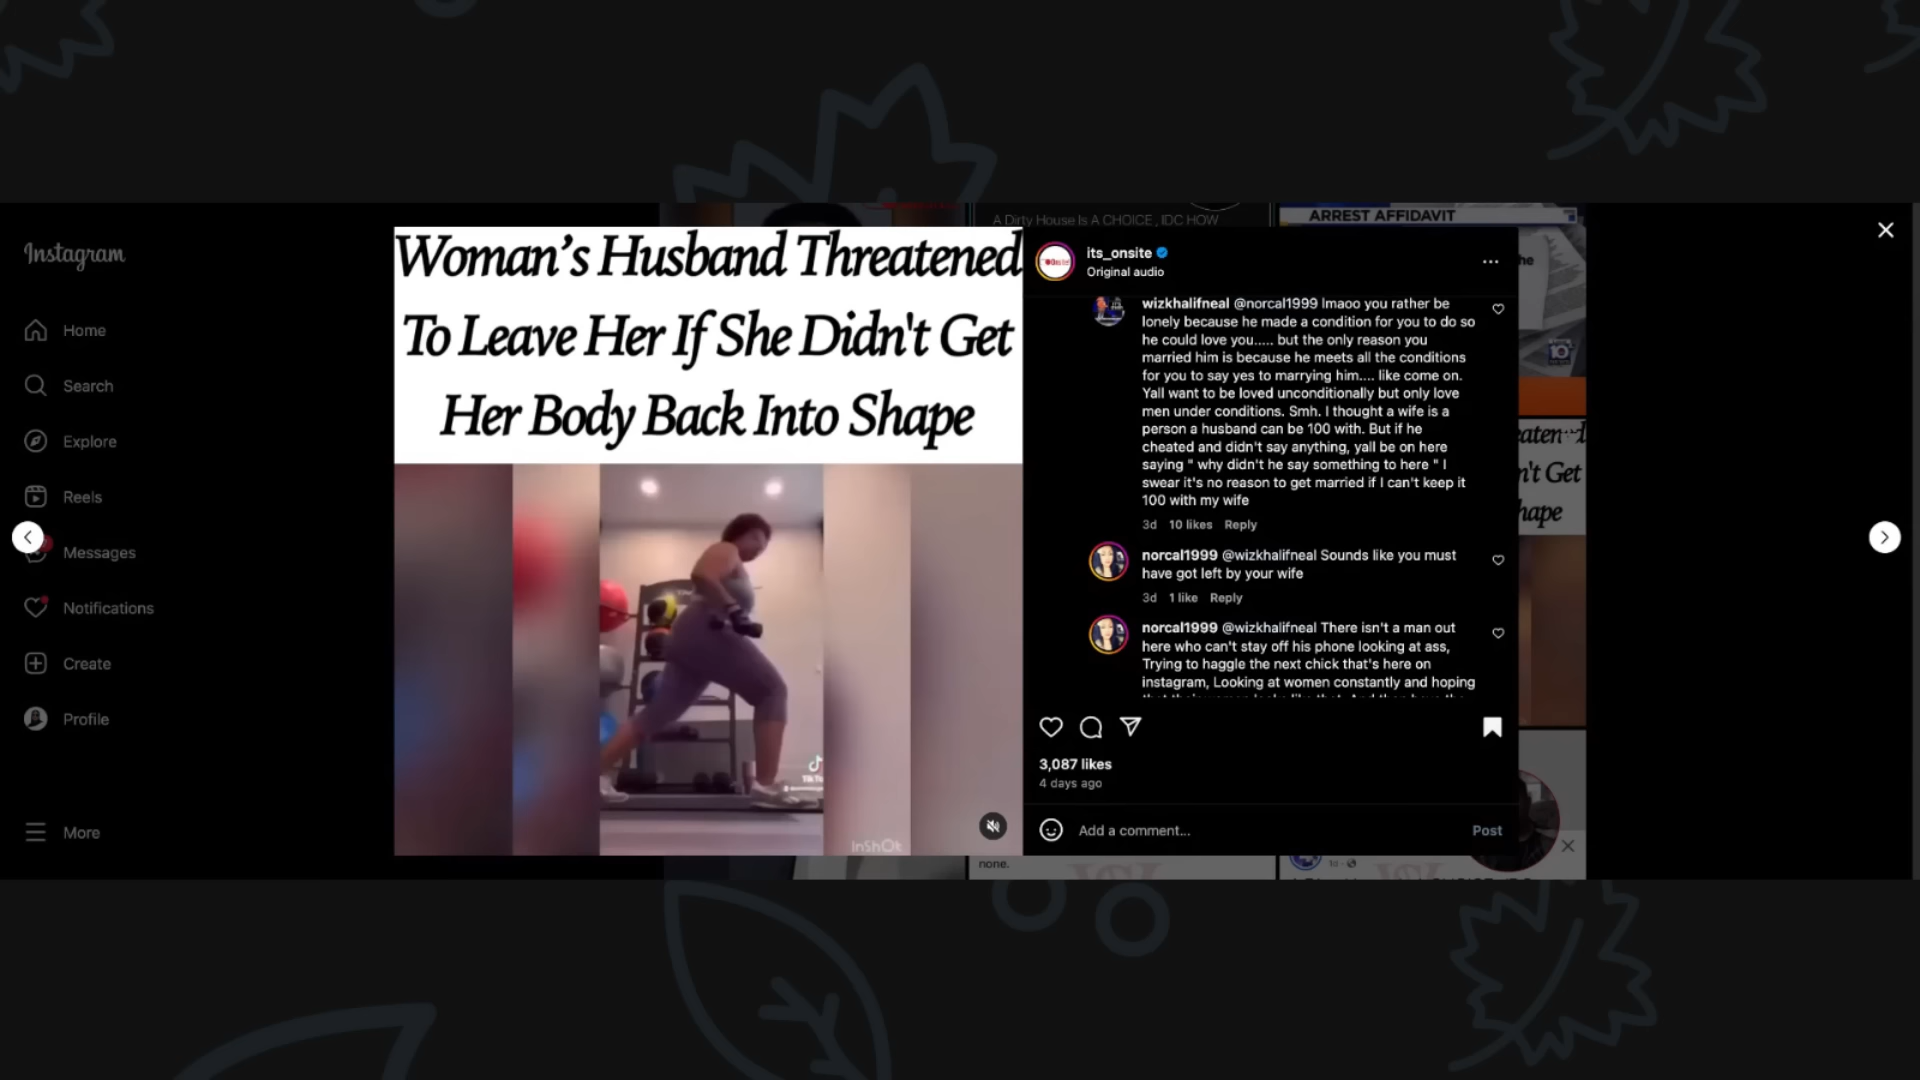 A Dirty House Is A CHOICE , IDC HOW
ARREST AFFIDAVIT
Instagram
Home
Search
Explore
Reels
Messages
Notifications
Create
Profile
More
Woman's Husband Threatened
To Leave Her If She Didn't Get
Her Body Back Into Shape
InShOt
its_onsite
Original audio
wizkhalifneal @norcal1999 lmaoo you rather be
lonely because he made a condition for you to do so
he could love you..... but the only reason you
married him is because he meets all the conditions
for you to say yes to marrying him.... like come on.
Yall want to be loved unconditionally but only love
men under conditions. Smh. I thought a wife is a
person a husband can be 100 with. But if he
cheated and didn't say anything, yall be on here
saying " why didn't he say something to here " I
swear it's no reason to get married if I can't keep it
100 with my wife
3d 10 likes Reply
norcal1999 @wizkhalifneal Sounds like you must
have got left by your wife
3d 1 like Reply
norcal1999 @wizkhalifneal There isn't a man out
here who can't stay off his phone looking at ass,
Trying to haggle the next chick that's here on
instagram, Looking at women constantly and hoping
3,087 likes
4 days ago
Add a comment...
Post
he
10
eatened
n't Get
hape
none.
1d